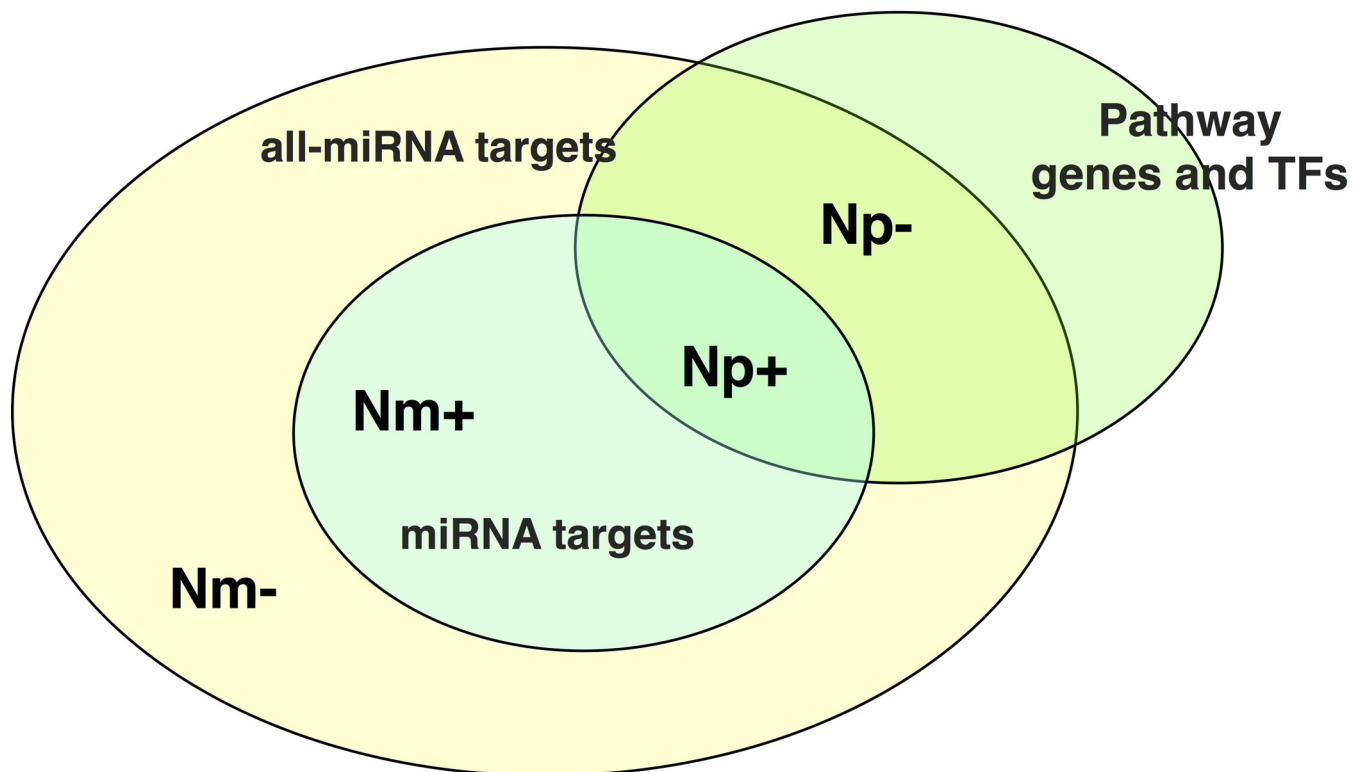 all-miRNA targets
Pathway
genes and TFs
Np-
Np+
Nm+
miRNA targets
Nm-